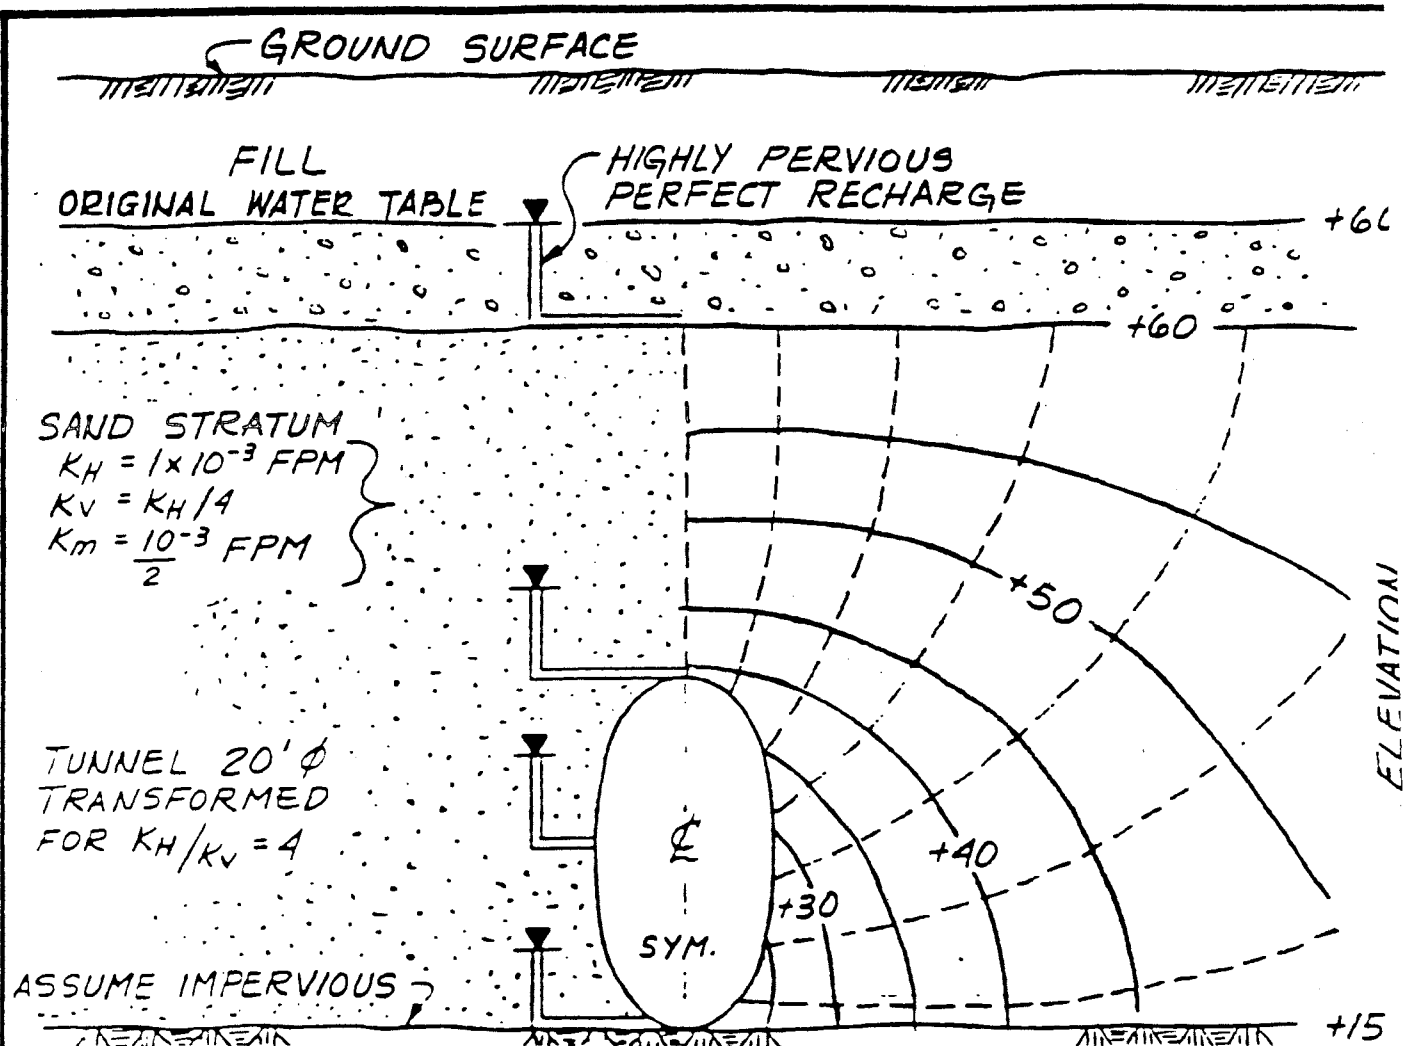 GROUND SURFACE
FILL
ORIGINAL WATER TABLE
HIGHLY PERVIOUS
PERFECT RECHARGE
+60
SAND STRATUM
KH = 1 x 10⁻³ FPM
KV = KH/4
Km = 10⁻³/2 FPM
+50
ELEVATION
TUNNEL 20' ϕ
TRANSFORMED
FOR KH/KV = 4
℄
+40
+30
SYM.
ASSUME IMPERVIOUS
+15